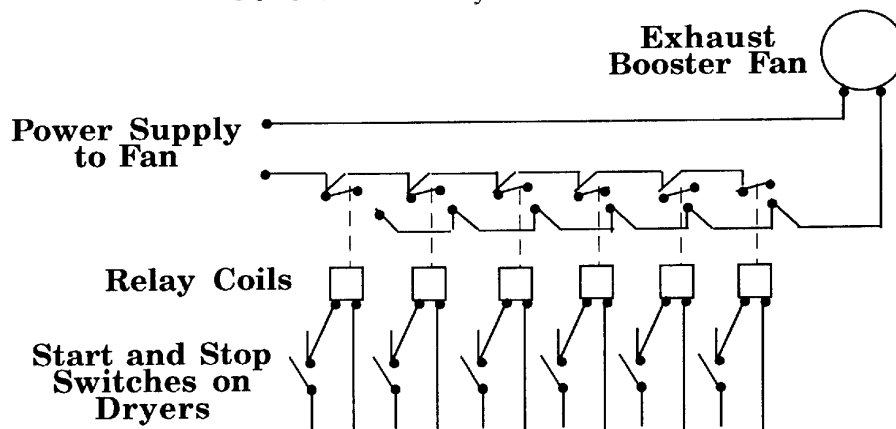 Exhaust
Booster Fan
Power Supply
to Fan
Relay Coils
Start and Stop
Switches on
Dryers